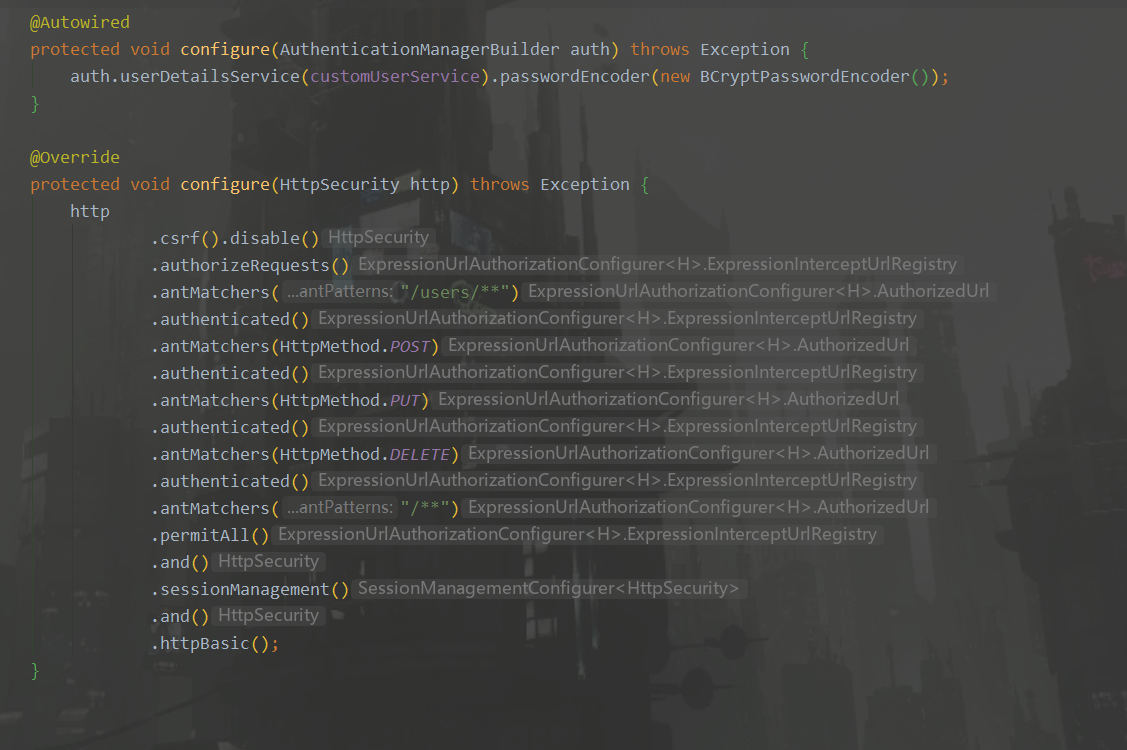 @Autowired
protected void configure(AuthenticationManagerBuilder auth) throws Exception {
    auth.userDetailsService(customUserService).passwordEncoder(new BCryptPasswordEncoder());
}

@Override
protected void configure(HttpSecurity http) throws Exception {
    http
            .csrf().disable() HttpSecurity
            .authorizeRequests() ExpressionUrlAuthorizationConfigurer<H>.ExpressionInterceptUrlRegistry
            .antMatchers( ...antPatterns: "/users/**") ExpressionUrlAuthorizationConfigurer<H>.AuthorizedUrl
            .authenticated() ExpressionUrlAuthorizationConfigurer<H>.ExpressionInterceptUrlRegistry
            .antMatchers(HttpMethod.POST) ExpressionUrlAuthorizationConfigurer<H>.AuthorizedUrl
            .authenticated() ExpressionUrlAuthorizationConfigurer<H>.ExpressionInterceptUrlRegistry
            .antMatchers(HttpMethod.PUT) ExpressionUrlAuthorizationConfigurer<H>.AuthorizedUrl
            .authenticated() ExpressionUrlAuthorizationConfigurer<H>.ExpressionInterceptUrlRegistry
            .antMatchers(HttpMethod.DELETE) ExpressionUrlAuthorizationConfigurer<H>.AuthorizedUrl
            .authenticated() ExpressionUrlAuthorizationConfigurer<H>.ExpressionInterceptUrlRegistry
            .antMatchers( ...antPatterns: "/**") ExpressionUrlAuthorizationConfigurer<H>.AuthorizedUrl
            .permitAll() ExpressionUrlAuthorizationConfigurer<H>.ExpressionInterceptUrlRegistry
            .and() HttpSecurity
            .sessionManagement() SessionManagementConfigurer<HttpSecurity>
            .and() HttpSecurity
            .httpBasic();
}